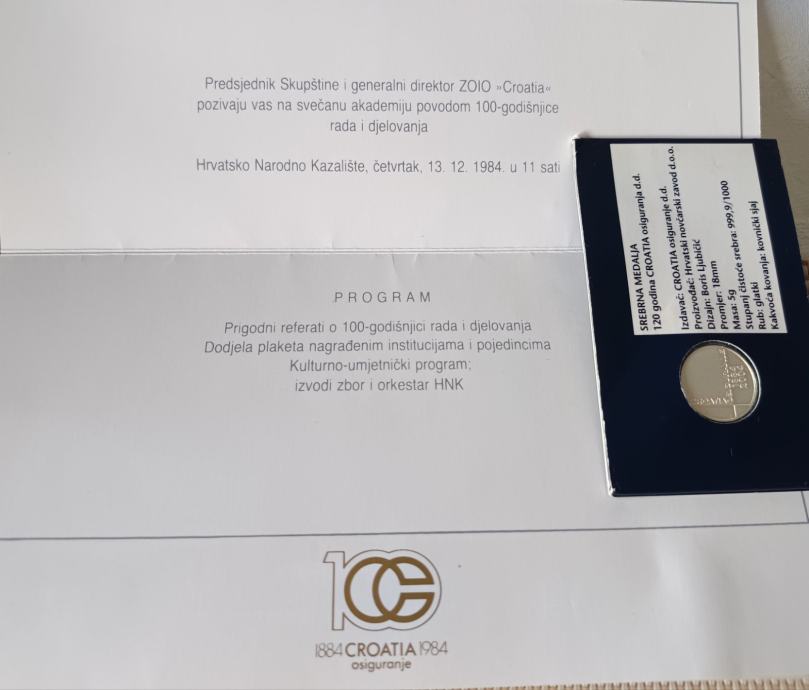 Predsjednik Skupštine i generalni direktor ZOIO »Croatia«
pozivaju vas na svečanu akademiju povodom 100-godišnjice
rada i djelovanja
Hrvatsko Narodno Kazalište, četvrtak, 13. 12. 1984. u 11 sati
PROGRAM
Prigodni referati o 100-godišnjici rada i djelovanja
Dodjela plaketa nagrađenim institucijama i pojedincima
Kulturno-umjetnički program;
izvodi zbor i orkestar HNK
100
1884 CROATIA 1984
osiguranje
SREBRNA MEDALJA
120 godina CROATIA osiguranja d.d.
Izdavač: CROATIA osiguranje d.d.
Proizvođač: Hrvatski novčarski zavod d.o.o.
Dizajn: Boris Ljubičić
Promjer: 18mm
Masa: 5g
Stupanj čistoće srebra: 999,9/1000
Rub: glatki
Kakvoća kovanja: kovnički sjaj
1884
2004